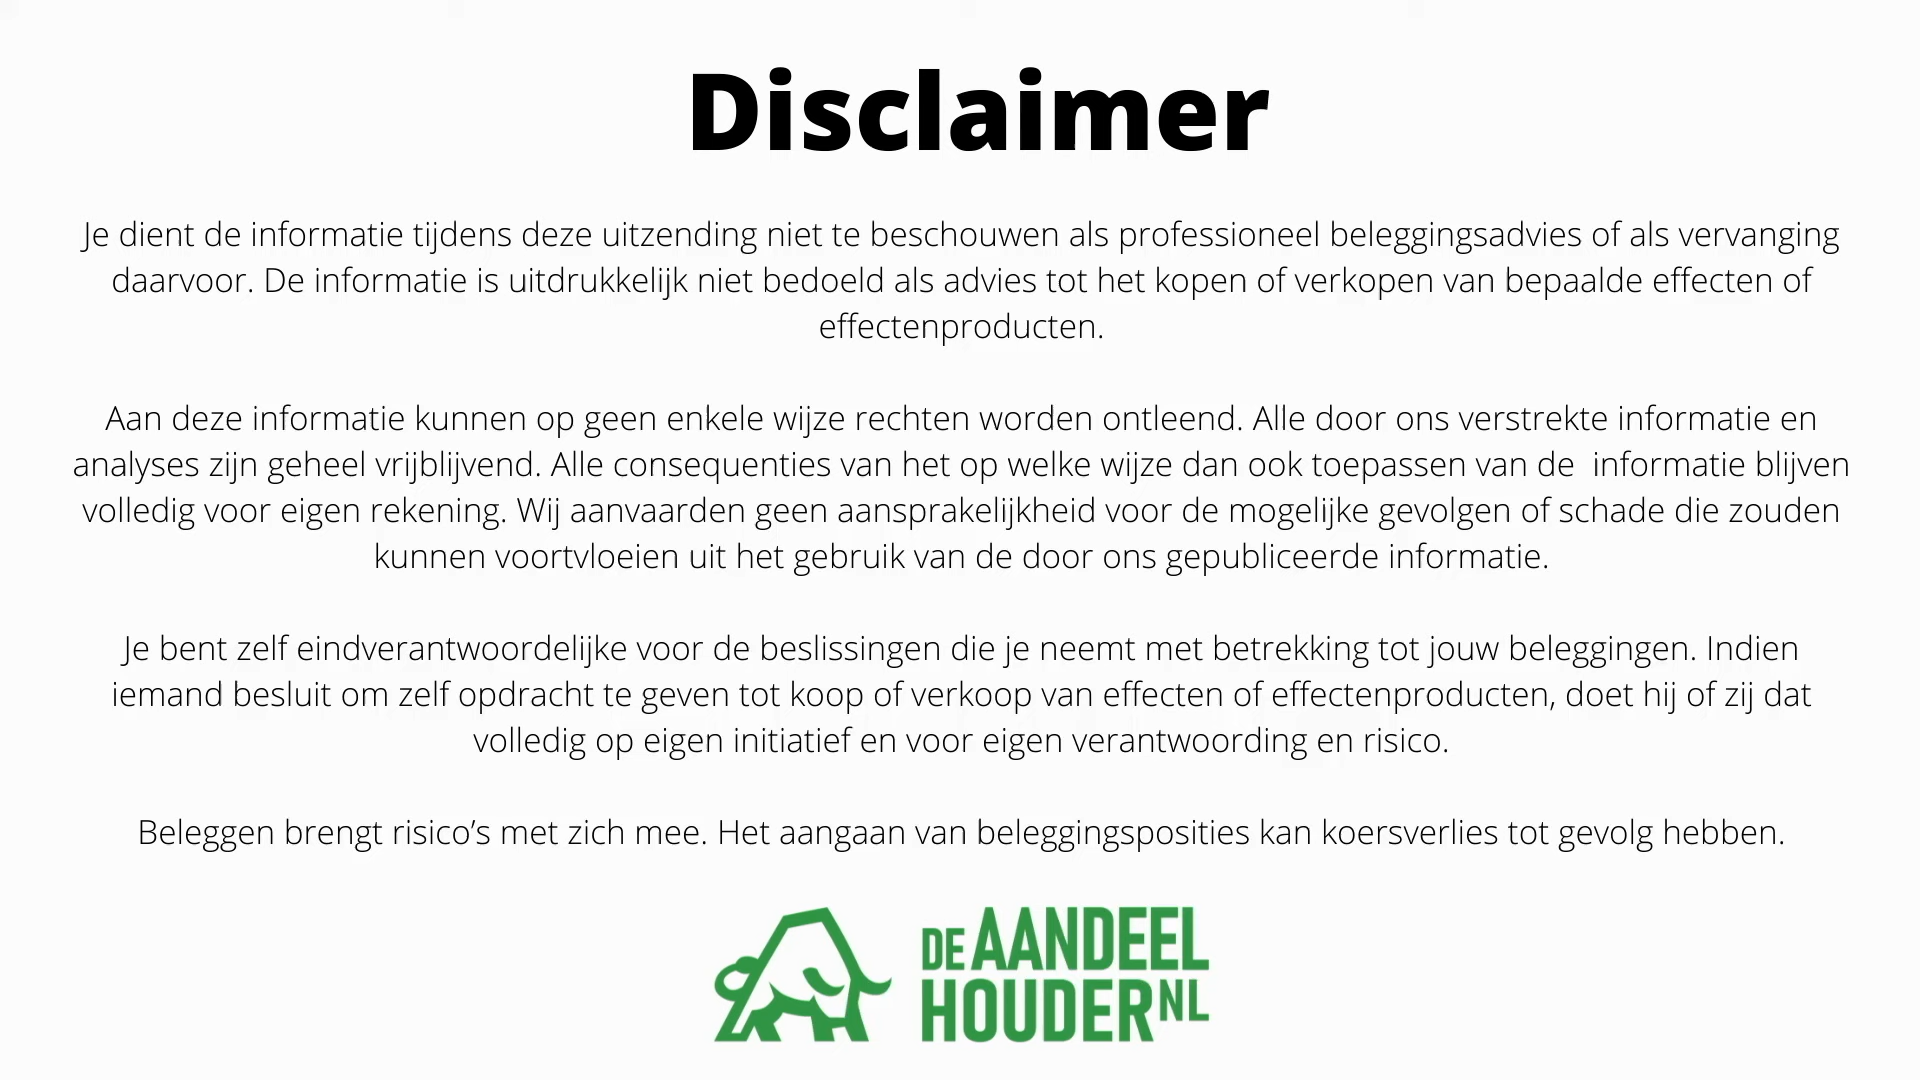 Disclaimer
Je dient de informatie tijdens deze uitzending niet te beschouwen als professioneel beleggingsadvies of als vervanging
daarvoor. De informatie is uitdrukkelijk niet bedoeld als advies tot het kopen of verkopen van bepaalde effecten of
effectenproducten.
Aan deze informatie kunnen op geen enkele wijze rechten worden ontleend. Alle door ons verstrekte informatie en
analyses zijn geheel vrijblijvend. Alle consequenties van het op welke wijze dan ook toepassen van de  informatie blijven
volledig voor eigen rekening. Wij aanvaarden geen aansprakelijkheid voor de mogelijke gevolgen of schade die zouden
kunnen voortvloeien uit het gebruik van de door ons gepubliceerde informatie.
Je bent zelf eindverantwoordelijke voor de beslissingen die je neemt met betrekking tot jouw beleggingen. Indien
iemand besluit om zelf opdracht te geven tot koop of verkoop van effecten of effectenproducten, doet hij of zij dat
volledig op eigen initiatief en voor eigen verantwoording en risico.
Beleggen brengt risico’s met zich mee. Het aangaan van beleggingsposities kan koersverlies tot gevolg hebben.
DE AANDEEL
HOUDER NL